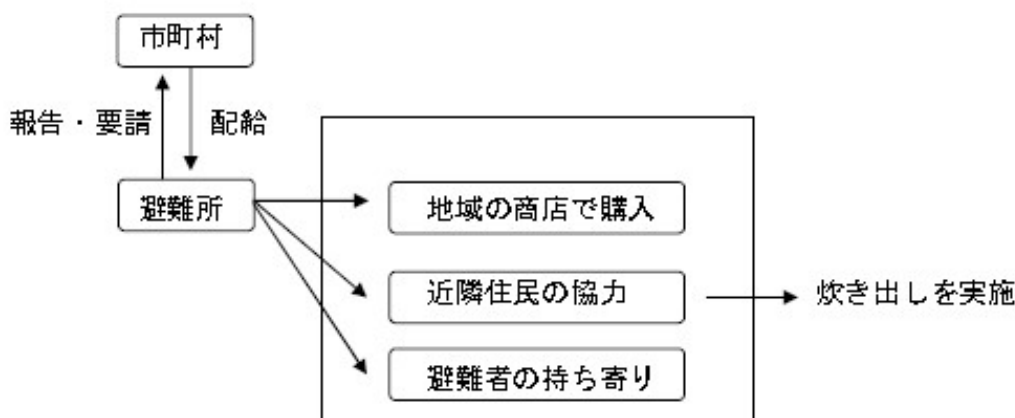 市町村
報告・要請
配給
避難所
地域の商店で購入
近隣住民の協力
炊き出しを実施
避難者の持ち寄り